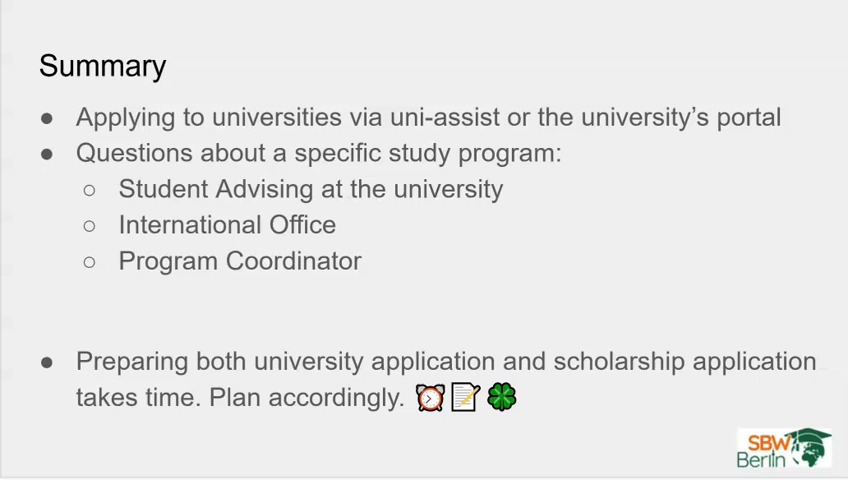 Summary
● Applying to universities via uni-assist or the university's portal
● Questions about a specific study program:
○ Student Advising at the university
○ International Office
○ Program Coordinator
● Preparing both university application and scholarship application
takes time. Plan accordingly. ⏰📝🍀
SBW
Berlin